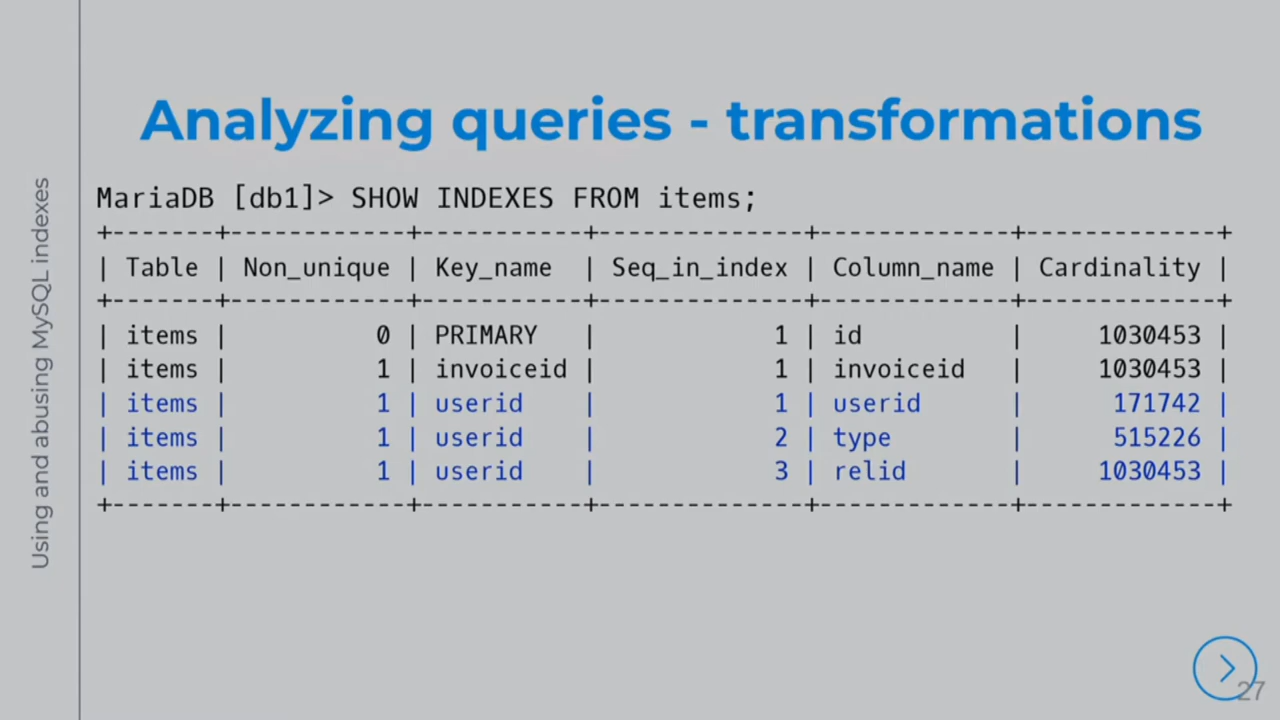 Using and abusing MySQL indexes
Analyzing queries - transformations
MariaDB [db1]> SHOW INDEXES FROM items;
+-------+------------+-----------+--------------+-------------+-------------+
| Table | Non_unique | Key_name  | Seq_in_index | Column_name | Cardinality |
+-------+------------+-----------+--------------+-------------+-------------+
| items |          0 | PRIMARY   |            1 | id          |     1030453 |
| items |          1 | invoiceid |            1 | invoiceid   |     1030453 |
| items |          1 | userid    |            1 | userid      |      171742 |
| items |          1 | userid    |            2 | type        |      515226 |
| items |          1 | userid    |            3 | relid       |     1030453 |
+-------+------------+-----------+--------------+-------------+-------------+
27